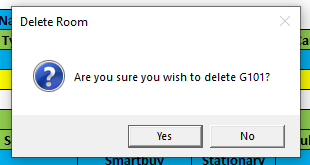 Delete Room
Are you sure you wish to delete G101?
Yes
No
Smartbuy
Stationary